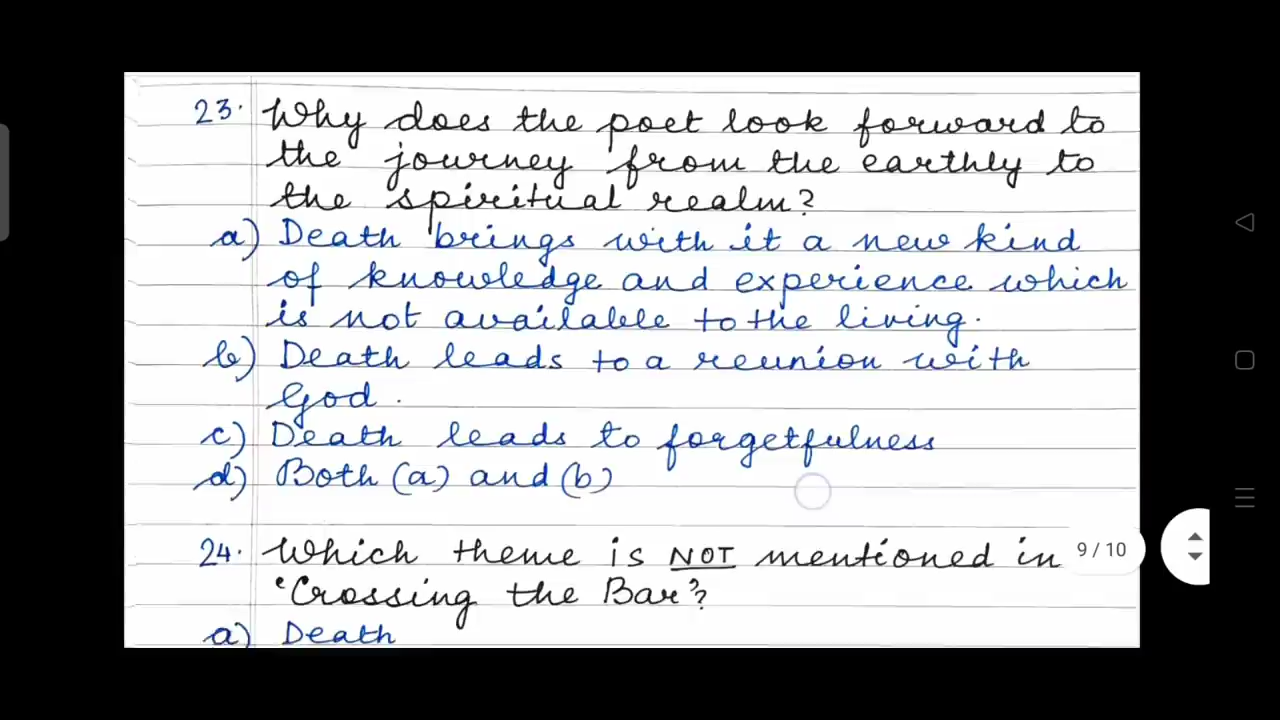 23. Why does the poet look forward to
the journey from the earthly to
the spiritual realm?
a) Death brings with it a new kind
of knowledge and experience which
is not available to the living.
b) Death leads to a reunion with
God.
c) Death leads to forgetfulness
d) Both (a) and (b)
24. Which theme is NOT mentioned in
'Crossing the Bar'?
a) Death
9/10